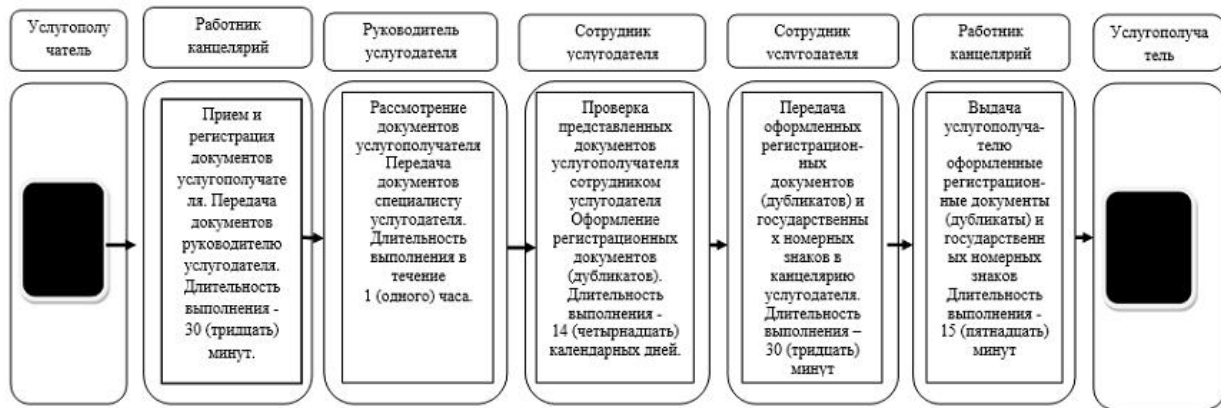 Услугополу
чатель
Работник
канцелярий
Руководитель
услугодателя
Сотрудник
услугодателя
Сотрудник
услугодателя
Работник
канцелярий
Услугополуча
тель
Прием и
регистрация
документов
услугополучате
ля. Передача
документов
руководителю
услугодателя.
Длительность
выполнения -
30 (тридцать)
минут.
Рассмотрение
документов
услугополучателя
Передача
документов
специалисту
услугодателя.
Длительность
выполнения в
течение
1 (одного) часа.
Проверка
представленных
документов
услугополучателя
сотрудником
услугодателя
Оформление
регистрационных
документов
(дубликатов).
Длительность
выполнения -
14 (четырнадцать)
календарных дней.
Передача
оформленных
регистрацион-
ных
документов
(дубликатов) и
государственны
х номерных
знаков в
канцелярию
услугодателя.
Длительность
выполнения –
30 (тридцать)
минут
Выдача
услугополуча-
телю
оформленные
регистрацион-
ные документы
(дубликаты) и
государственн
ых номерных
знаков
Длительность
выполнения -
15 (пятнадцать)
минут